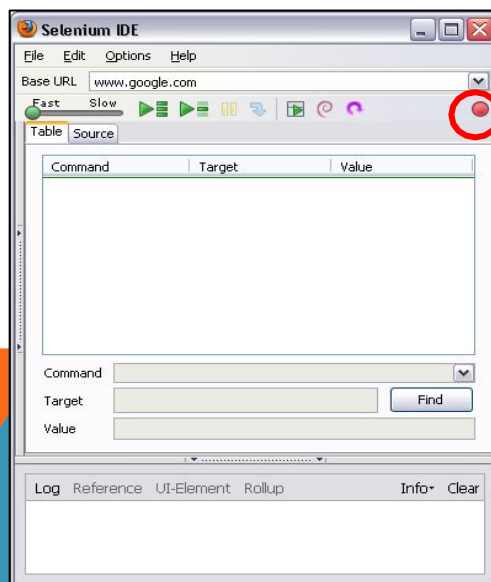 Selenium IDE
File Edit Options Help
Base URL www.google.com
Fast Slow
Table Source
Command Target Value
Command
Target Find
Value
Log Reference UI-Element Rollup Info Clear